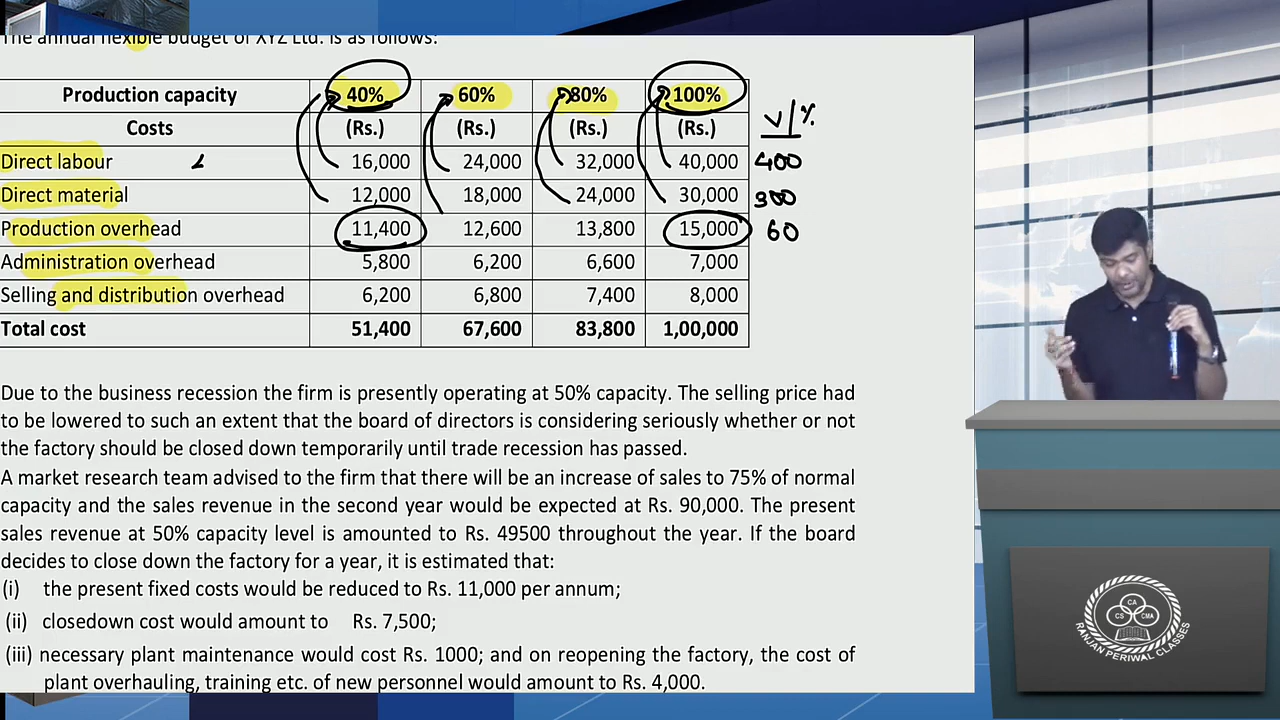 The annual flexible budget of XYZ Ltd. is as follows:
Production capacity 40% 60% 80% 100%
V/%
Costs (Rs.) (Rs.) (Rs.) (Rs.)
Direct labour 16,000 24,000 32,000 40,000 400
Direct material 12,000 18,000 24,000 30,000 300
Production overhead 11,400 12,600 13,800 15,000 60
Administration overhead 5,800 6,200 6,600 7,000
Selling and distribution overhead 6,200 6,800 7,400 8,000
Total cost 51,400 67,600 83,800 1,00,000
Due to the business recession the firm is presently operating at 50% capacity. The selling price had
to be lowered to such an extent that the board of directors is considering seriously whether or not
the factory should be closed down temporarily until trade recession has passed.
A market research team advised to the firm that there will be an increase of sales to 75% of normal
capacity and the sales revenue in the second year would be expected at Rs. 90,000. The present
sales revenue at 50% capacity level is amounted to Rs. 49500 throughout the year. If the board
decides to close down the factory for a year, it is estimated that:
(i) the present fixed costs would be reduced to Rs. 11,000 per annum;
(ii) closedown cost would amount to Rs. 7,500;
(iii) necessary plant maintenance would cost Rs. 1000; and on reopening the factory, the cost of
plant overhauling, training etc. of new personnel would amount to Rs. 4,000.
CA
CS CMA
RANJAN PERIWAL CLASSES